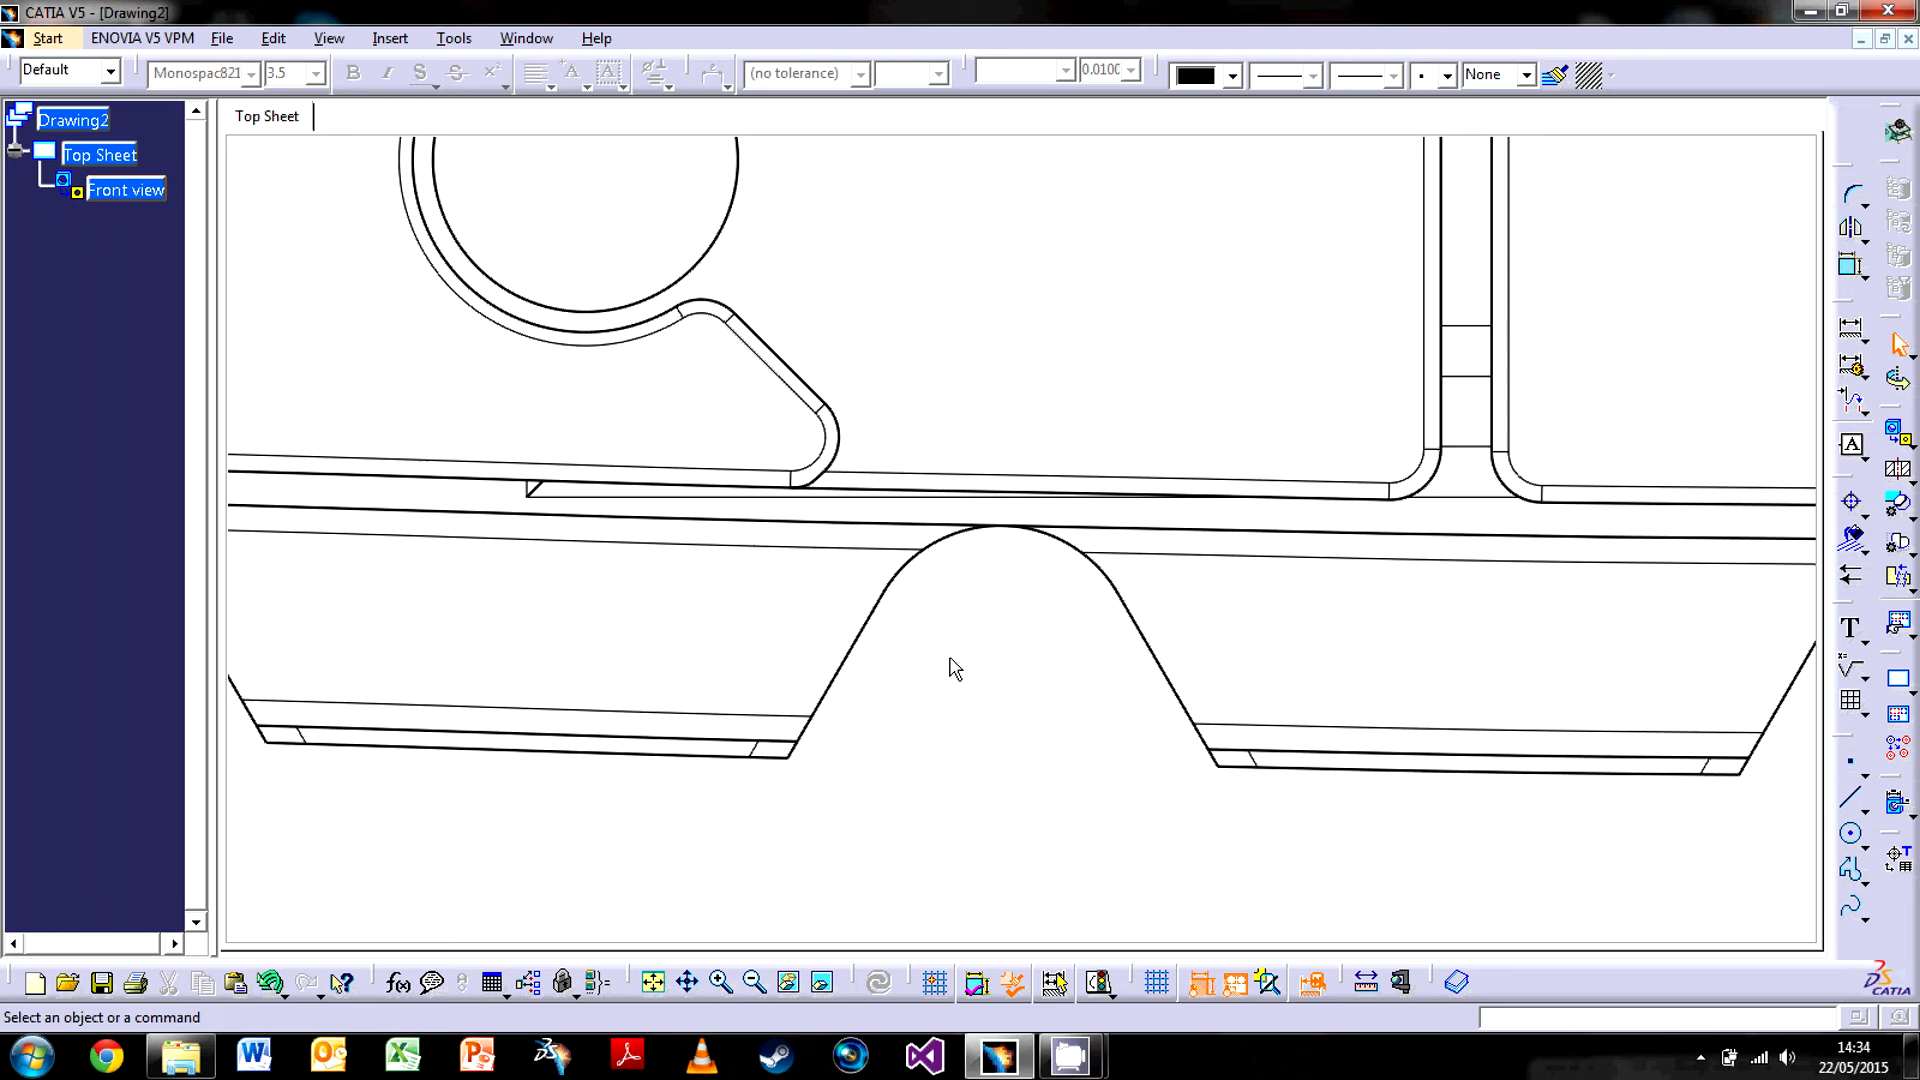 CATIA V5 - [Drawing2]
Start ENOVIA V5 VPM File Edit View Insert Tools Window Help
Default Monospac821 3.5 B I S S (no tolerance) 0.010 None
Drawing2
Top Sheet
Front view
Top Sheet
A
T
T
f(x)
CATIA
Select an object or a command
14:34
22/05/2015